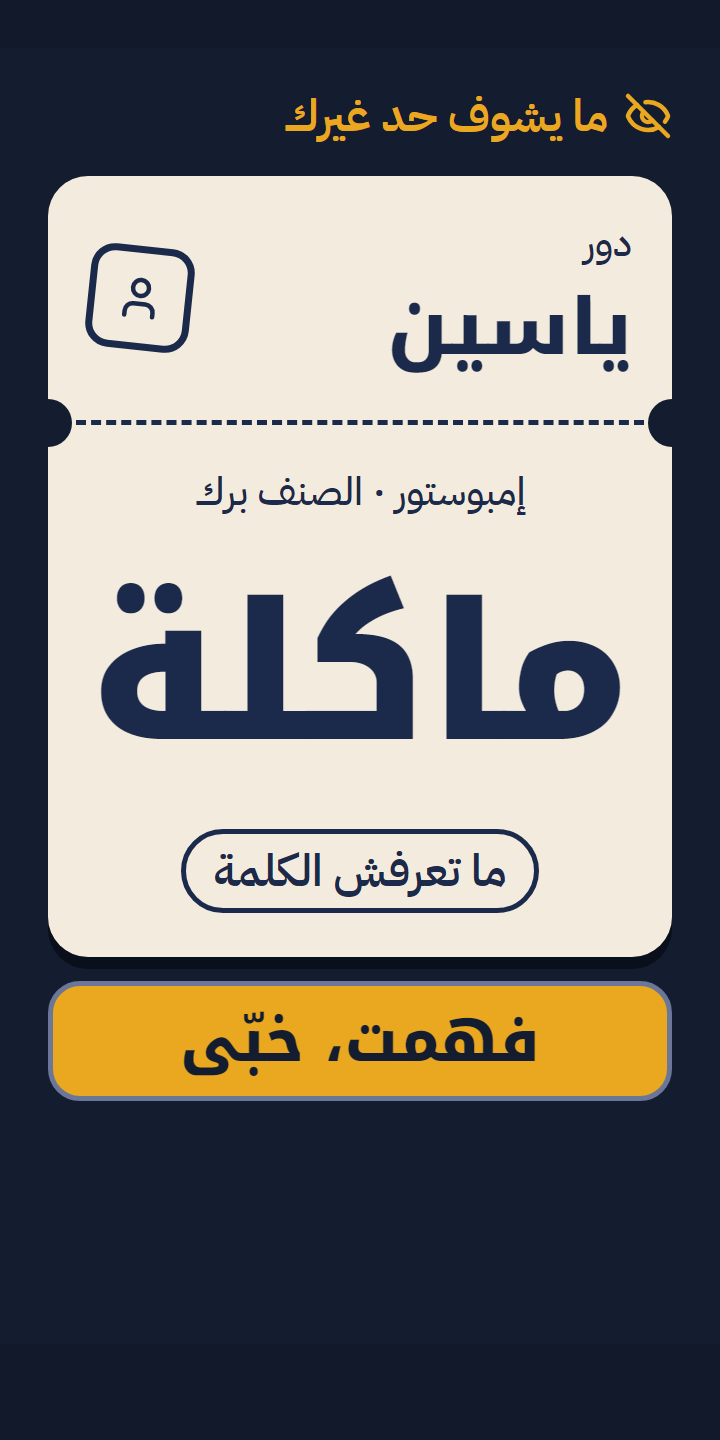 ما يشوف حد غيرك
دور
ياسين
إمبوستور · الصنف برك
ماكلة
ما تعرفش الكلمة
فهمت، خبّى